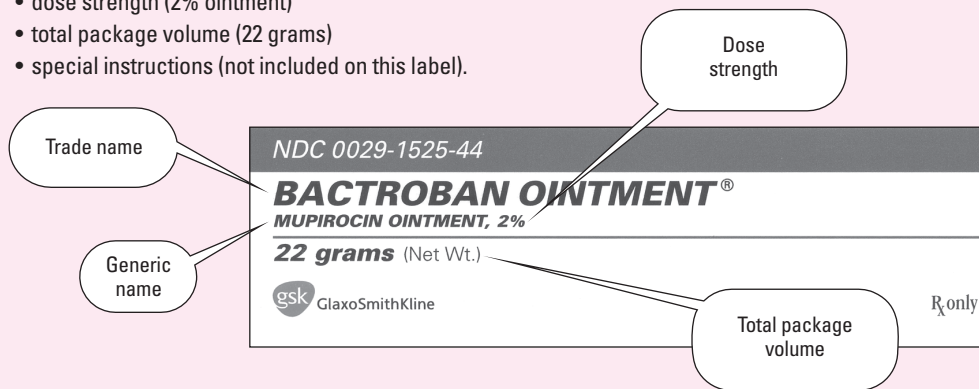 • dose strength (2% ointment)
• total package volume (22 grams)
• special instructions (not included on this label).
Dose
strength
Trade name
NDC 0029-1525-44
BACTROBAN OINTMENT®
MUPIROCIN OINTMENT, 2%
Generic
name
22 grams (Net Wt.)
gsk GlaxoSmithKline
Rx only
Total package
volume